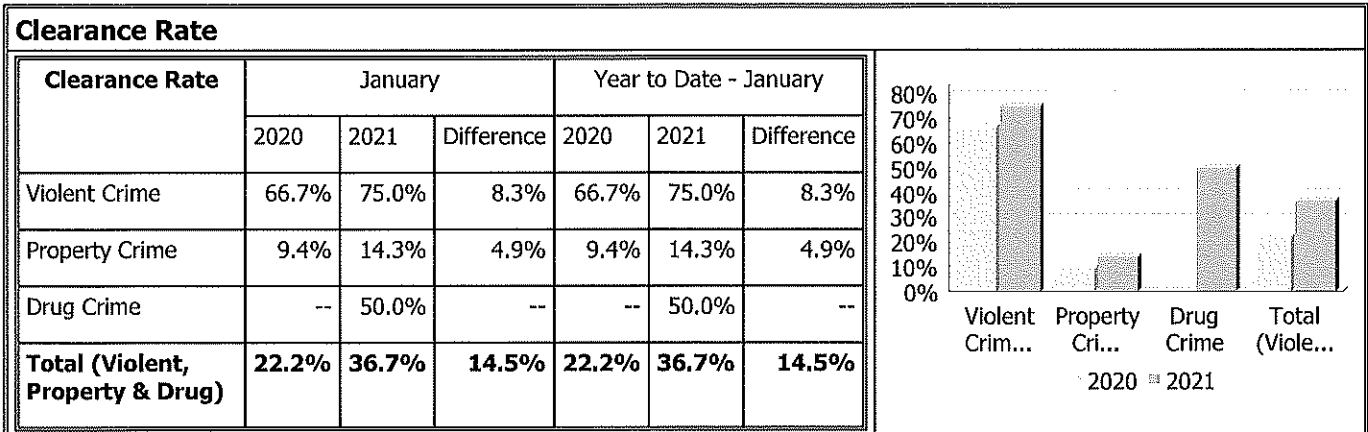 Clearance Rate
Clearance Rate January Year to Date - January
2020 2021 Difference 2020 2021 Difference
Violent Crime 66.7% 75.0% 8.3% 66.7% 75.0% 8.3%
Property Crime 9.4% 14.3% 4.9% 9.4% 14.3% 4.9%
Drug Crime -- 50.0% -- -- 50.0% --
Total (Violent,
Property & Drug) 22.2% 36.7% 14.5% 22.2% 36.7% 14.5%
80%
70%
60%
50%
40%
30%
20%
10%
0%
Violent Property Drug Total
Crim... Cri... Crime (Viole...
2020 2021